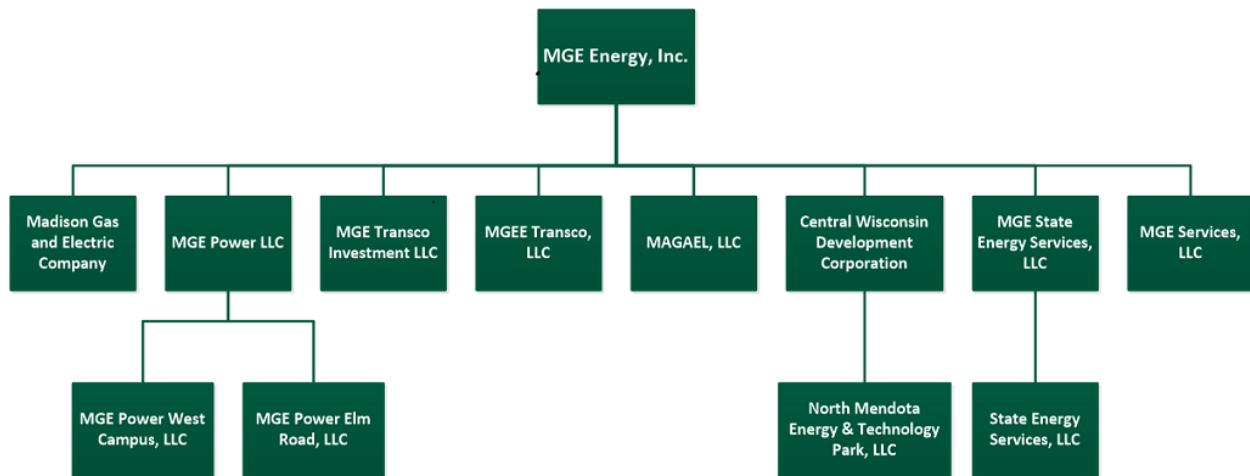 MGE Energy, Inc.
Madison Gas
and Electric
Company
MGE Power LLC
MGE Transco
Investment LLC
MGEE Transco,
LLC
MAGAEL, LLC
Central Wisconsin
Development
Corporation
MGE State
Energy Services,
LLC
MGE Services,
LLC
MGE Power West
Campus, LLC
MGE Power Elm
Road, LLC
North Mendota
Energy & Technology
Park, LLC
State Energy
Services, LLC